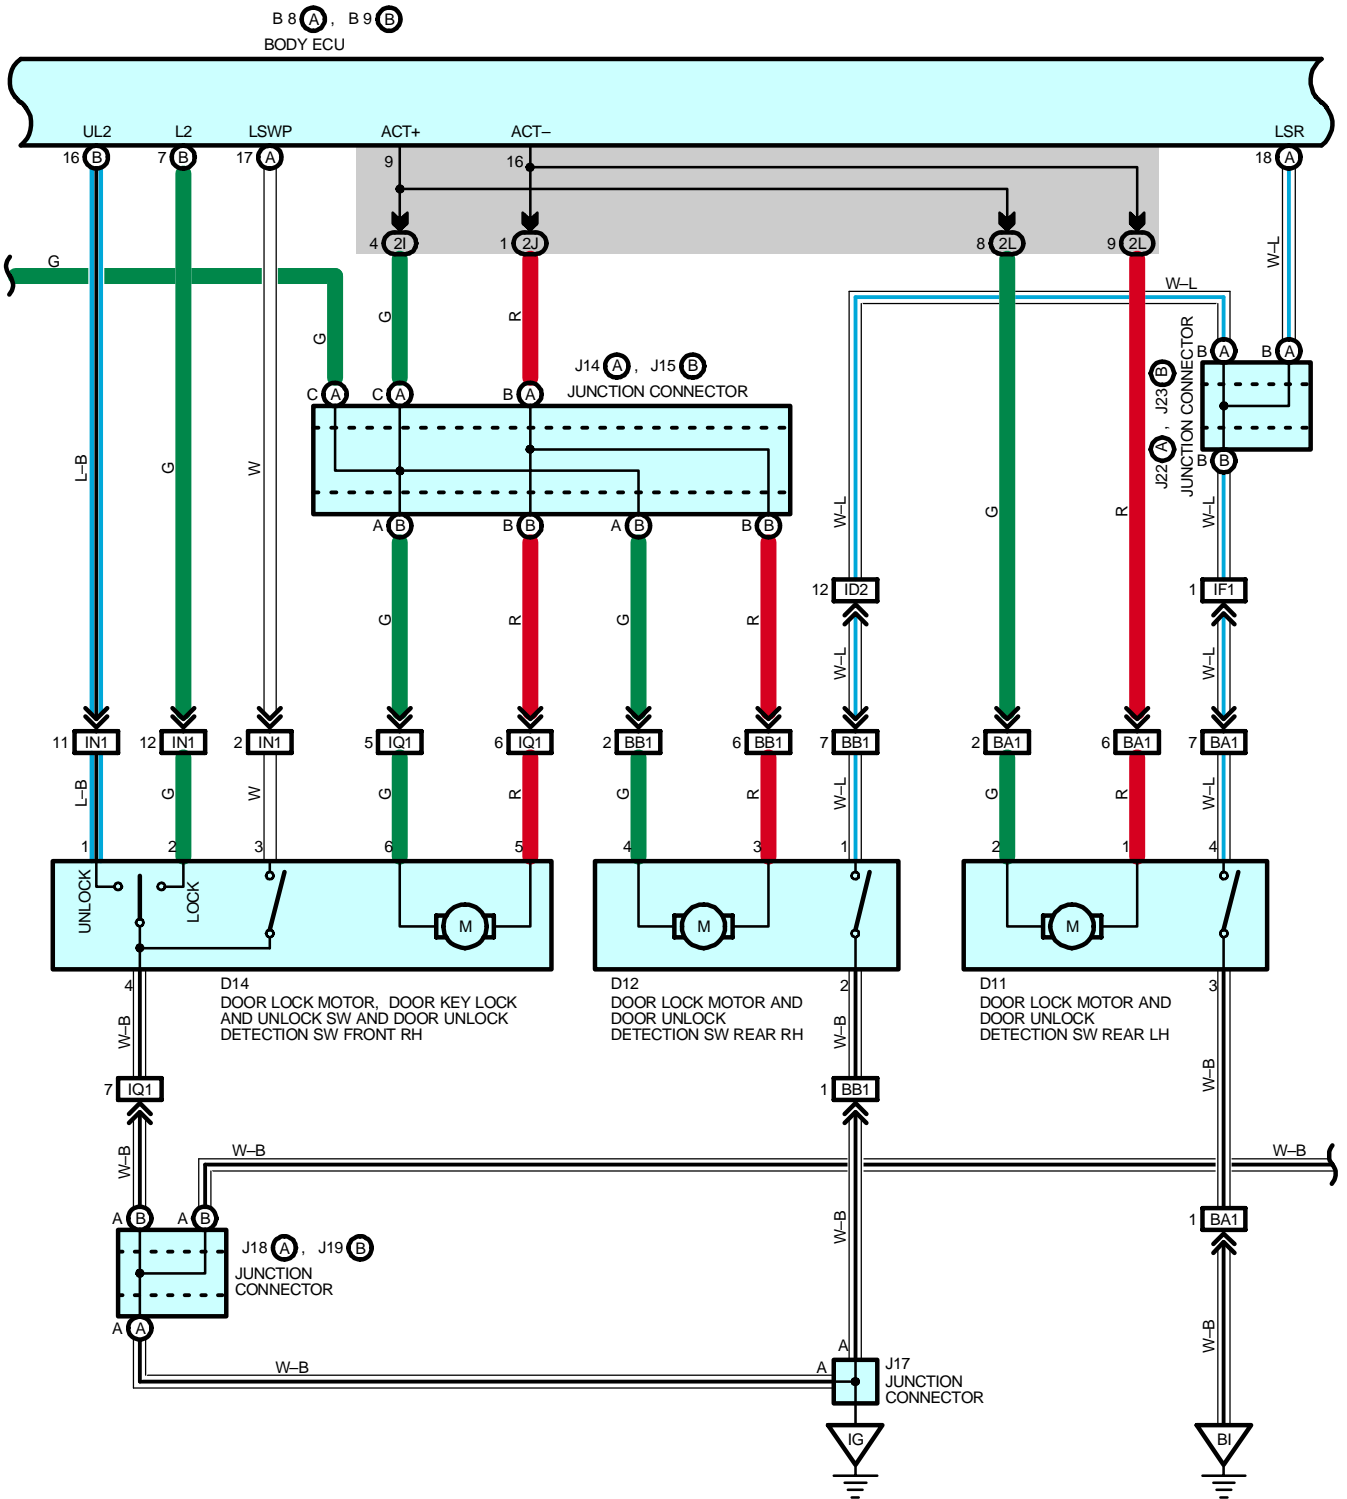 B 8 A , B 9 B
BODY ECU
UL2 L2 LSWP ACT+ ACT– LSR
16 B 7 B 17 A 9 16 18 A
4 2I 1 2J 8 2L 9 2L
G
W–L
W–L
G G R
J14 A , J15 B
JUNCTION CONNECTOR
C A C A B A
B A B A
J22 A , J23 B
JUNCTION CONNECTOR
B B
L–B G W
A B B B A B B B
W–L G R W–L
12 ID2 1 IF1
G R G R W–L W–L
11 IN1 12 IN1 2 IN1 5 IQ1 6 IQ1 2 BB1 6 BB1 7 BB1 2 BA1 6 BA1 7 BA1
L–B G W G R G R W–L G R W–L
1 2 3 6 5 4 3 1 2 1 4
UNLOCK LOCK
M M M
4 2 3
D14
DOOR LOCK MOTOR, DOOR KEY LOCK
AND UNLOCK SW AND DOOR UNLOCK
DETECTION SW FRONT RH
D12
DOOR LOCK MOTOR AND
DOOR UNLOCK
DETECTION SW REAR RH
D11
DOOR LOCK MOTOR AND
DOOR UNLOCK
DETECTION SW REAR LH
W–B W–B W–B
7 IQ1 1 BB1
W–B W–B W–B
A B A B
1 BA1
J18 A , J19 B
JUNCTION
CONNECTOR
W–B
A A
W–B
W–B
A
A
J17
JUNCTION
CONNECTOR
IG BI